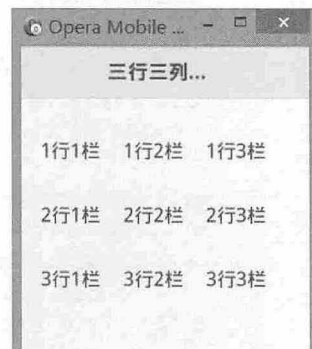 Opera Mobile ...
三行三列...
1行1栏 1行2栏 1行3栏
2行1栏 2行2栏 2行3栏
3行1栏 3行2栏 3行3栏